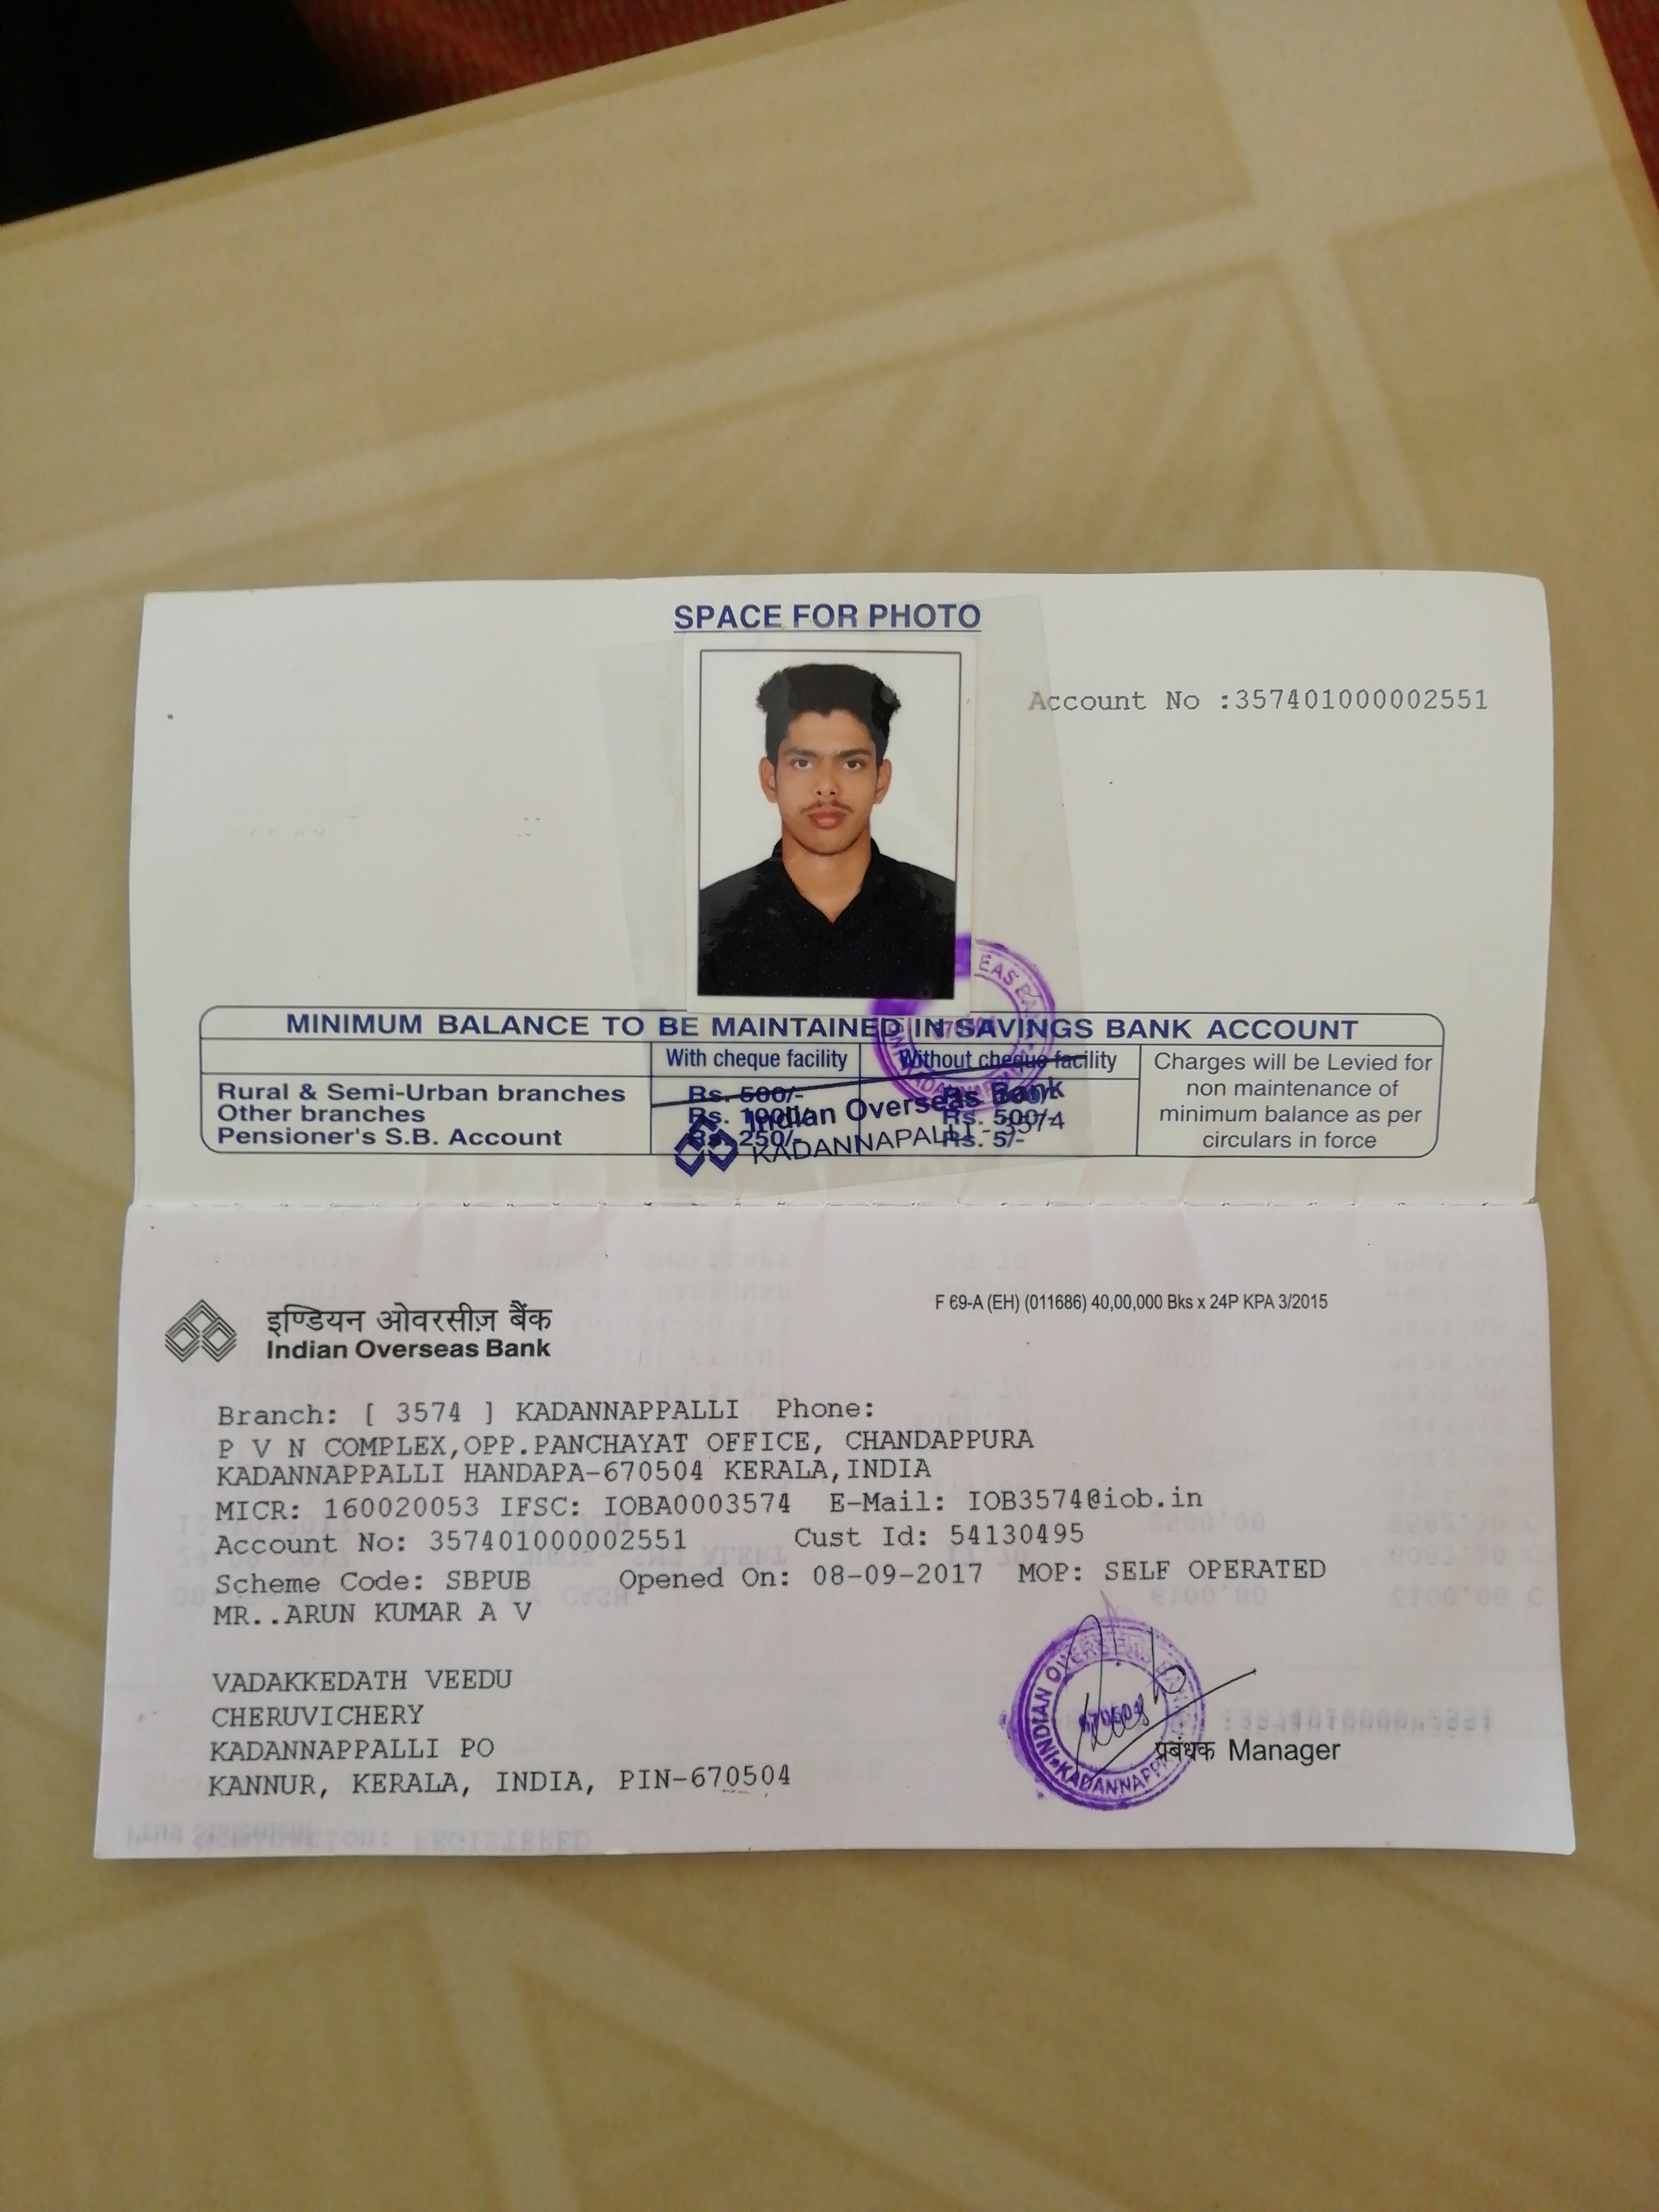 SPACE FOR PHOTO
Account No :357401000002551
MINIMUM BALANCE TO BE MAINTAINED IN SAVINGS BANK ACCOUNT
With cheque facility Without cheque facility Charges will be Levied for
non maintenance of
minimum balance as per
circulars in force
Rural & Semi-Urban branches Rs. 500/-
Other branches Rs. 1000/- Rs. 500/-
Pensioner's S.B. Account Rs. 250/- Rs. 5/-
Indian Overseas Bank
KADANNAPALLI - 3574
इण्डियन ओवरसीज़ बैंक
Indian Overseas Bank
F 69-A (EH) (011686) 40,00,000 Bks x 24P KPA 3/2015
Branch: [ 3574 ] KADANNAPPALLI Phone:
P V N COMPLEX,OPP.PANCHAYAT OFFICE, CHANDAPPURA
KADANNAPPALLI HANDAPA-670504 KERALA,INDIA
MICR: 160020053 IFSC: IOBA0003574 E-Mail: IOB3574@iob.in
Account No: 357401000002551 Cust Id: 54130495
Scheme Code: SBPUB Opened On: 08-09-2017 MOP: SELF OPERATED
MR..ARUN KUMAR A V
VADAKKEDATH VEEDU
CHERUVICHERY
KADANNAPPALLI PO
KANNUR, KERALA, INDIA, PIN-670504
INDIAN OVERSEAS BANK
670504
प्रबंधक Manager